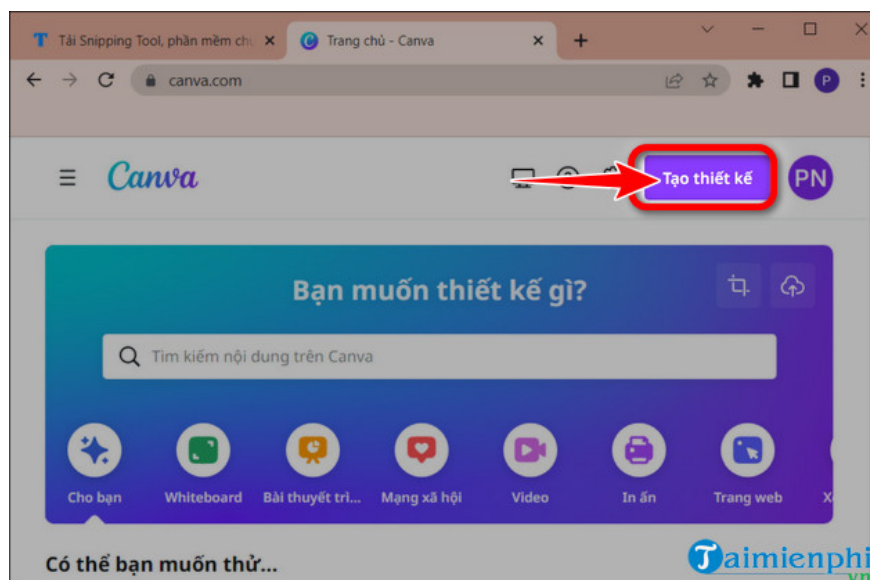 Tải Snipping Tool, phần mềm chụ
Trang chủ - Canva
canva.com
P
Canva
Tạo thiết kế
PN
Bạn muốn thiết kế gì?
Tìm kiếm nội dung trên Canva
Cho bạn
Whiteboard
Bài thuyết trì...
Mạng xã hội
Video
In ấn
Trang web
X
Có thể bạn muốn thử...
Taimienphi
.vn